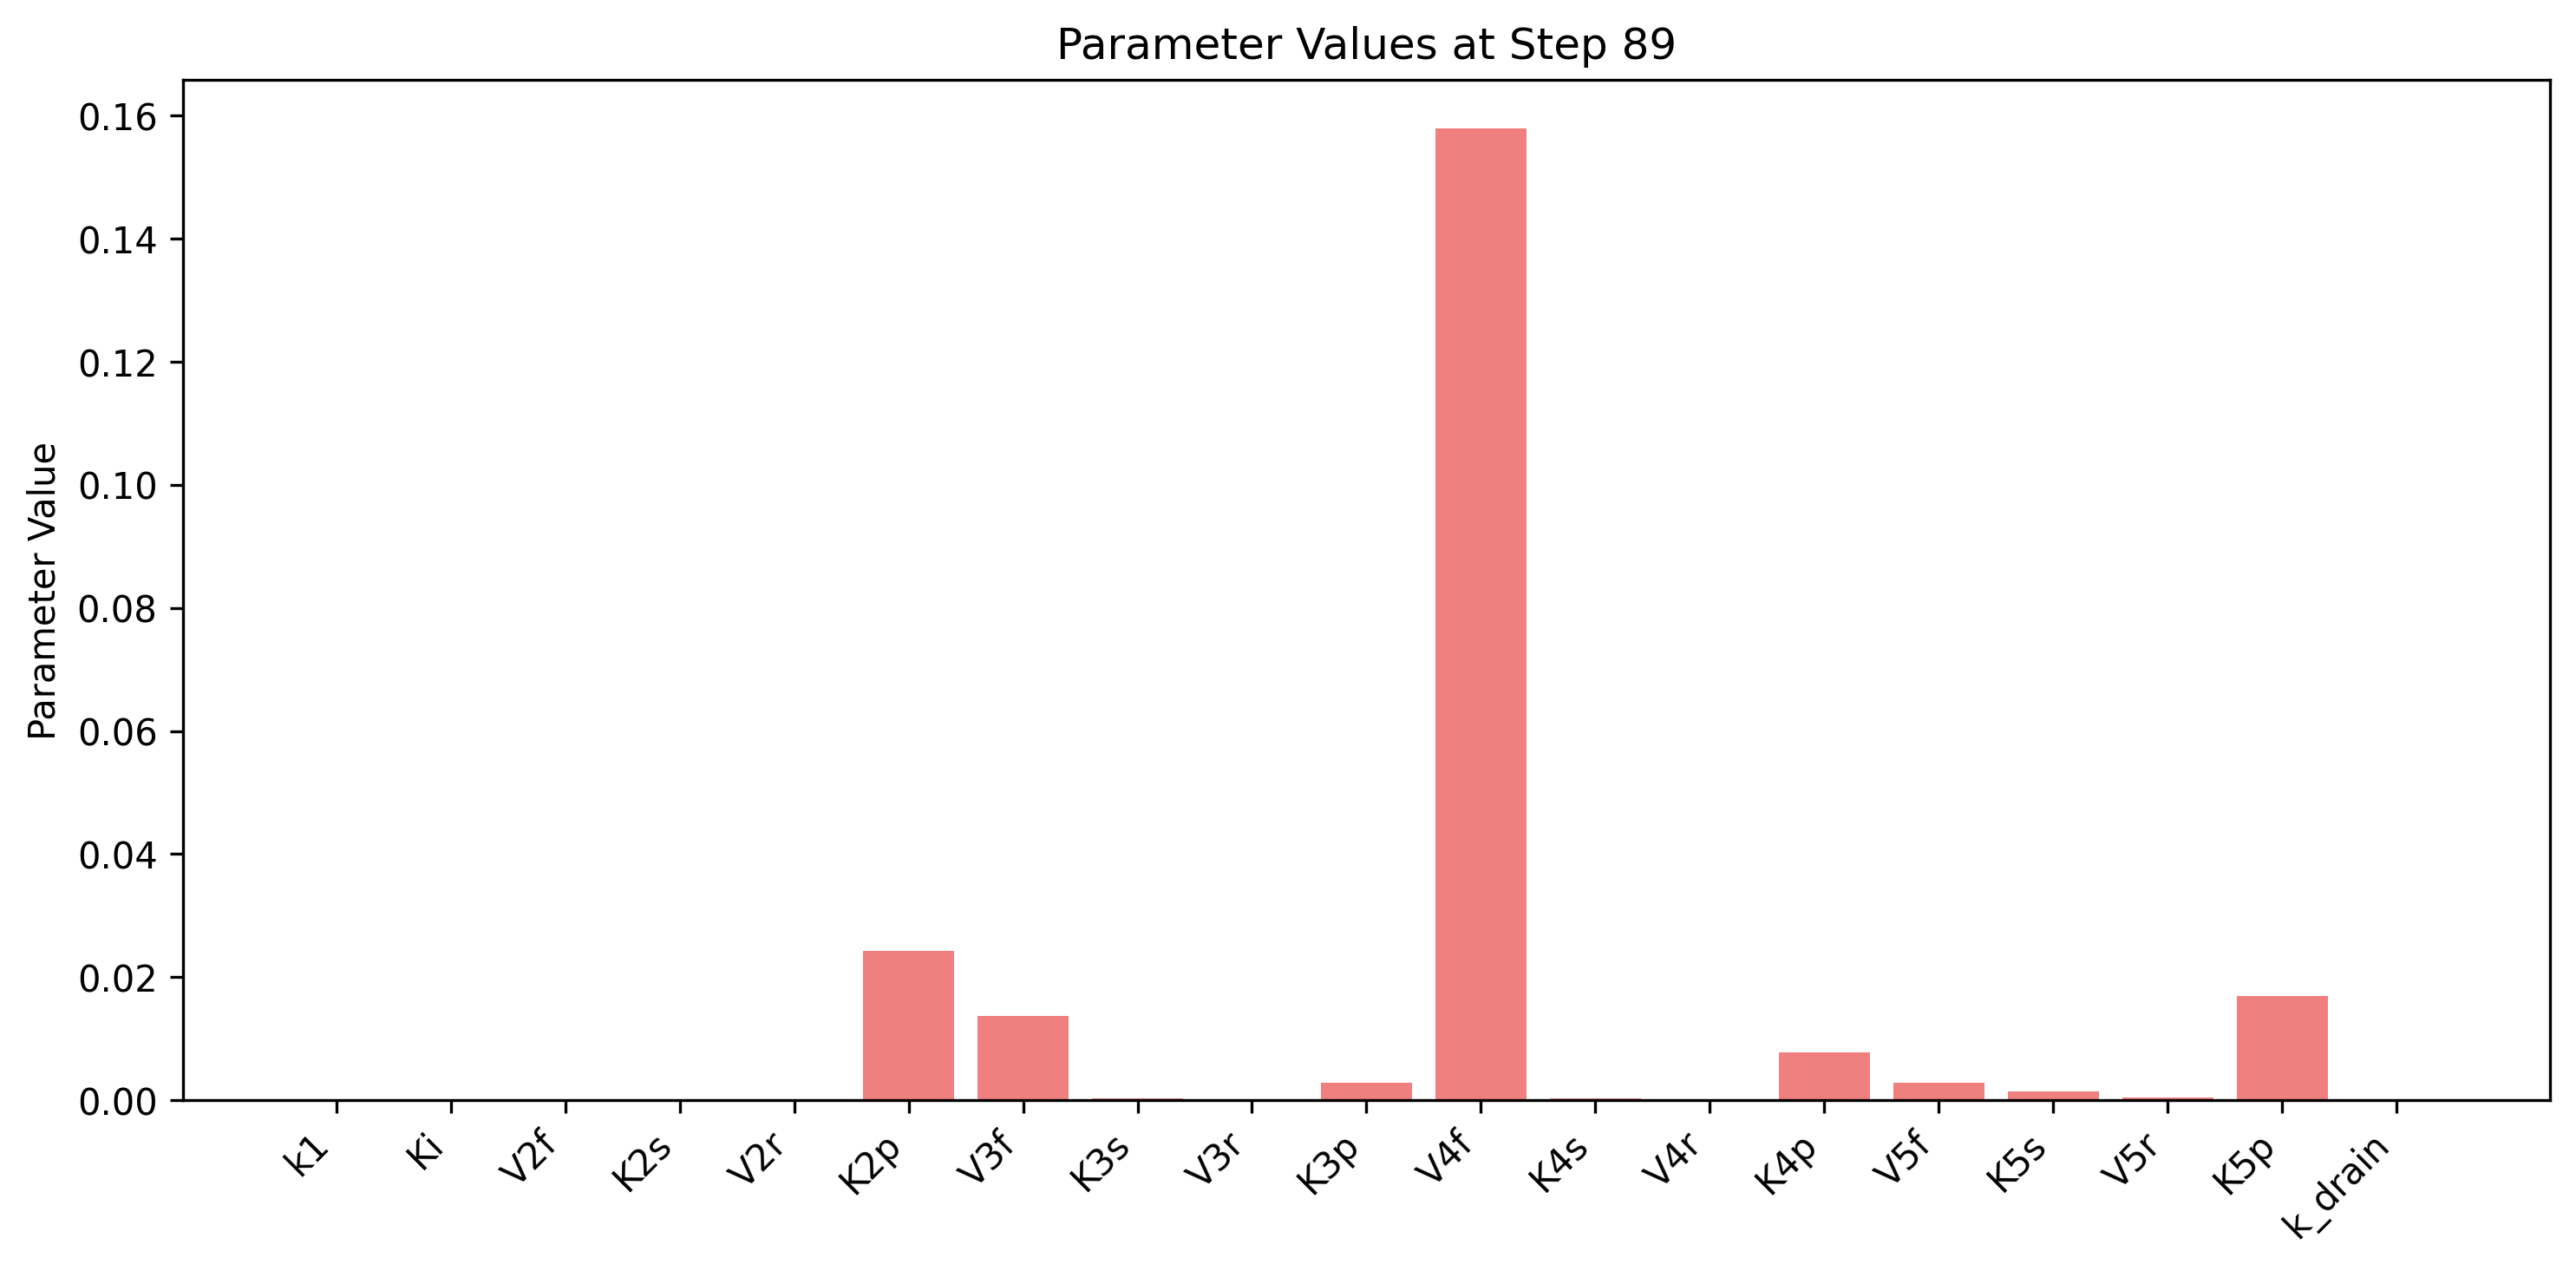 Parameter Values at Step 89
Parameter Value
0.16
0.14
0.12
0.10
0.08
0.06
0.04
0.02
0.00
k1
Ki
V2f
K2s
V2r
K2p
V3f
K3s
V3r
K3p
V4f
K4s
V4r
K4p
V5f
K5s
V5r
K5p
k_drain